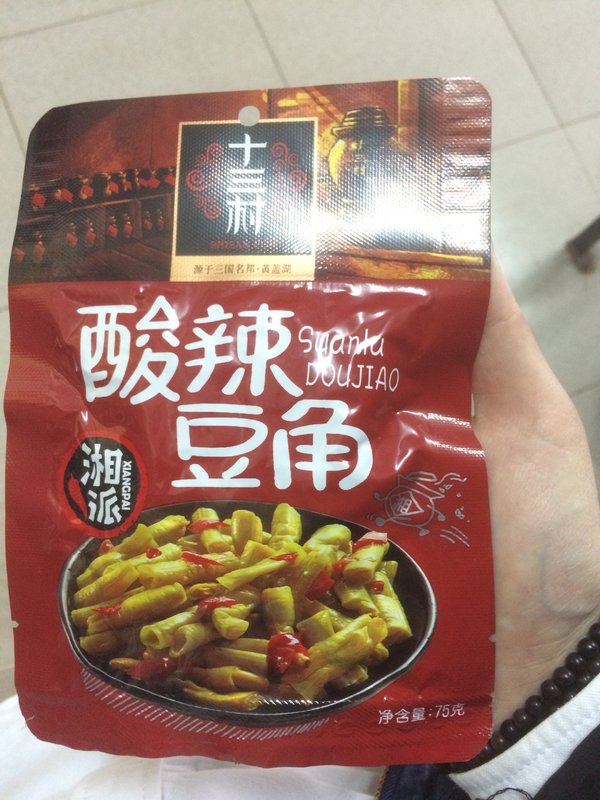 十三村
源于三国名邦·黄盖湖
酸辣
Suanla
DOUJIAO
豆角
湘派
XIANGPAI
净含量:75克